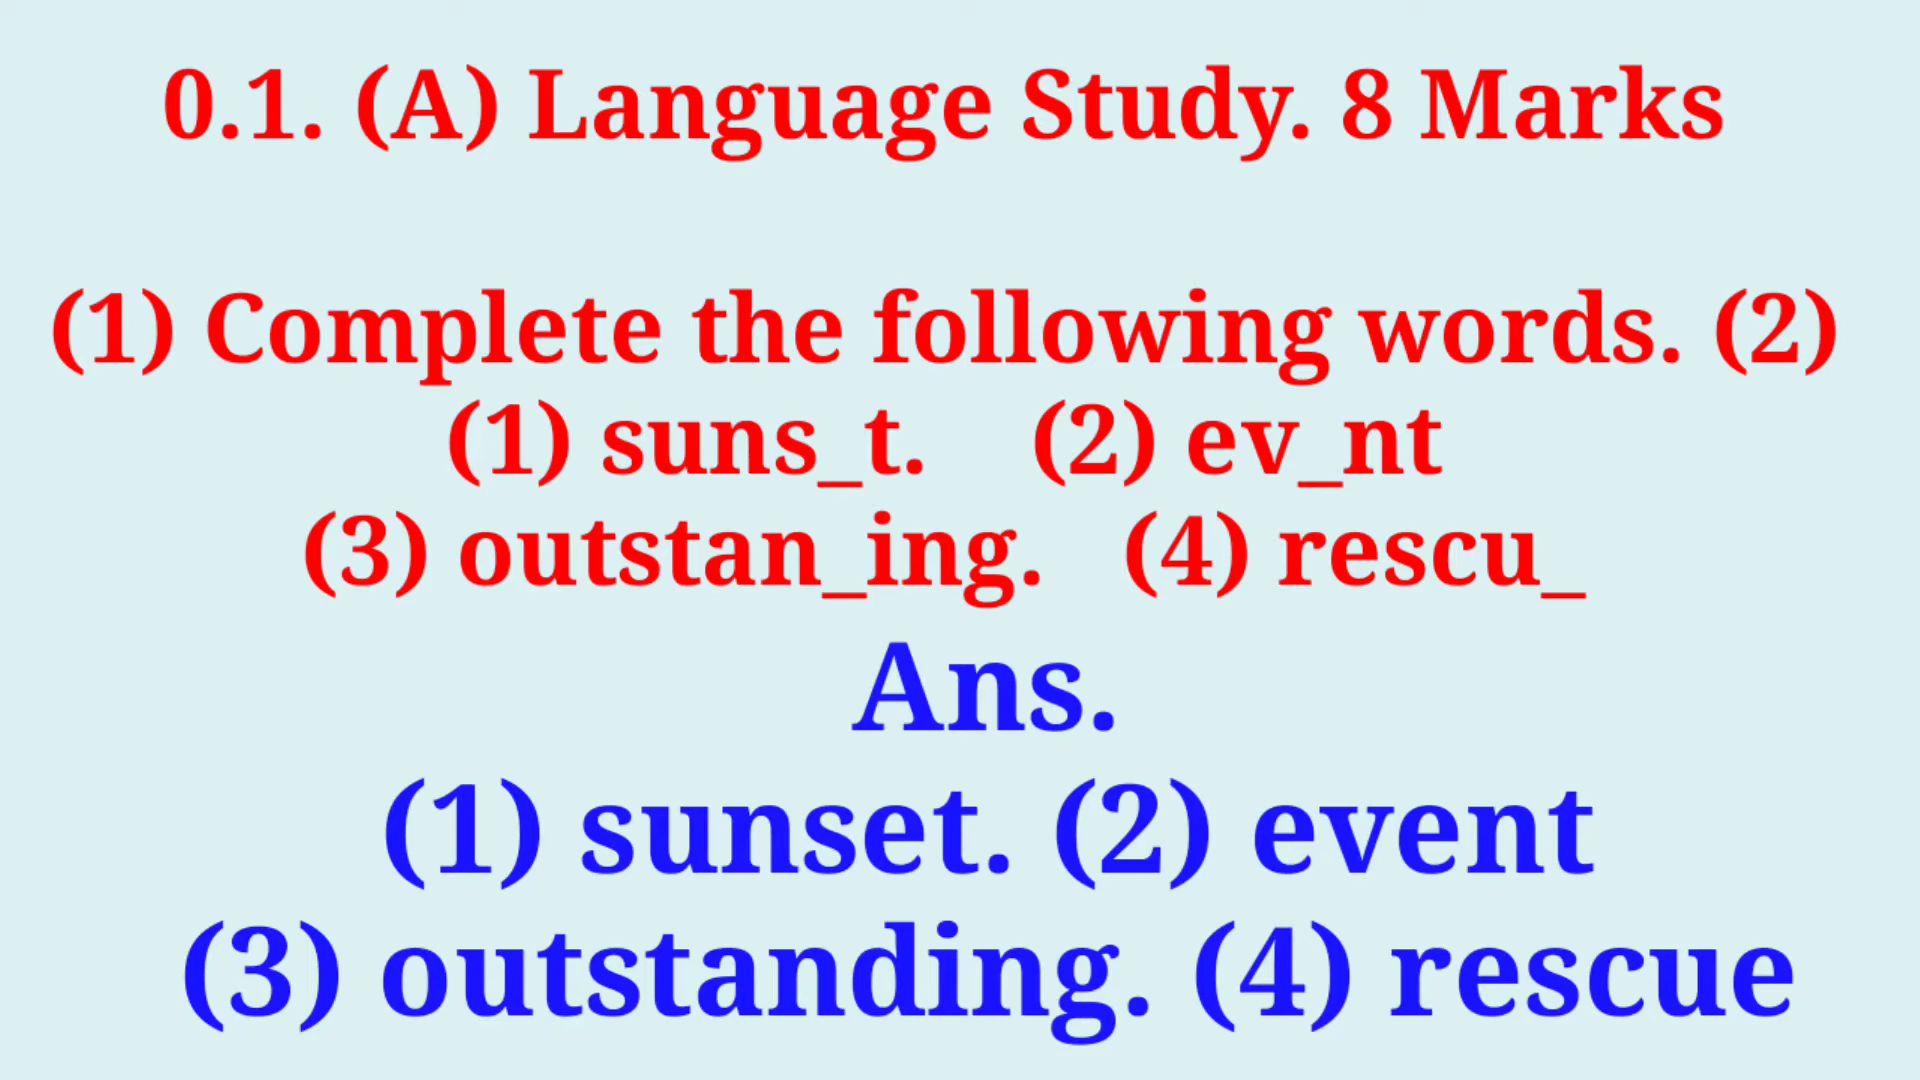 0.1. (A) Language Study. 8 Marks
(1) Complete the following words. (2)
(1) suns_t. (2) ev_nt
(3) outstan_ing. (4) rescu_
Ans.
(1) sunset. (2) event
(3) outstanding. (4) rescue